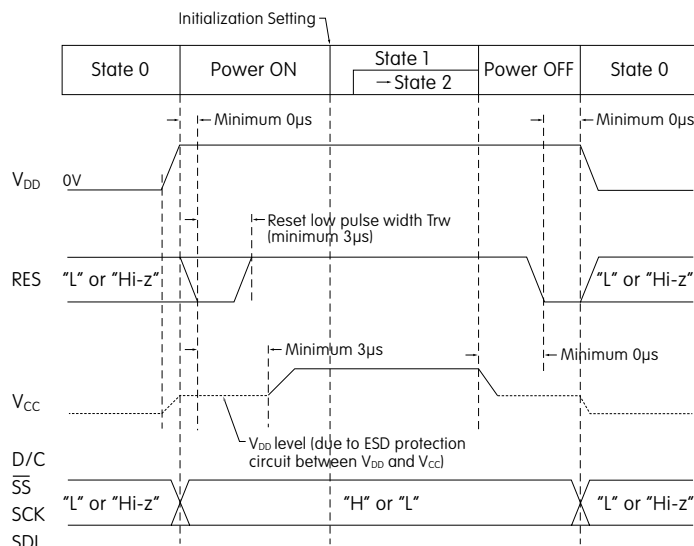 Initialization Setting
State 0
Power ON
State 1
→ State 2
Power OFF
State 0
Minimum 0µs
Minimum 0µs
VDD
0V
Reset low pulse width Trw
(minimum 3µs)
RES
"L" or "Hi-z"
"L" or "Hi-z"
Minimum 3µs
Minimum 0µs
VCC
VDD level (due to ESD protection
circuit between VDD and VCC)
D/C
SS
SCK
SDI
"L" or "Hi-z"
"H" or "L"
"L" or "Hi-z"